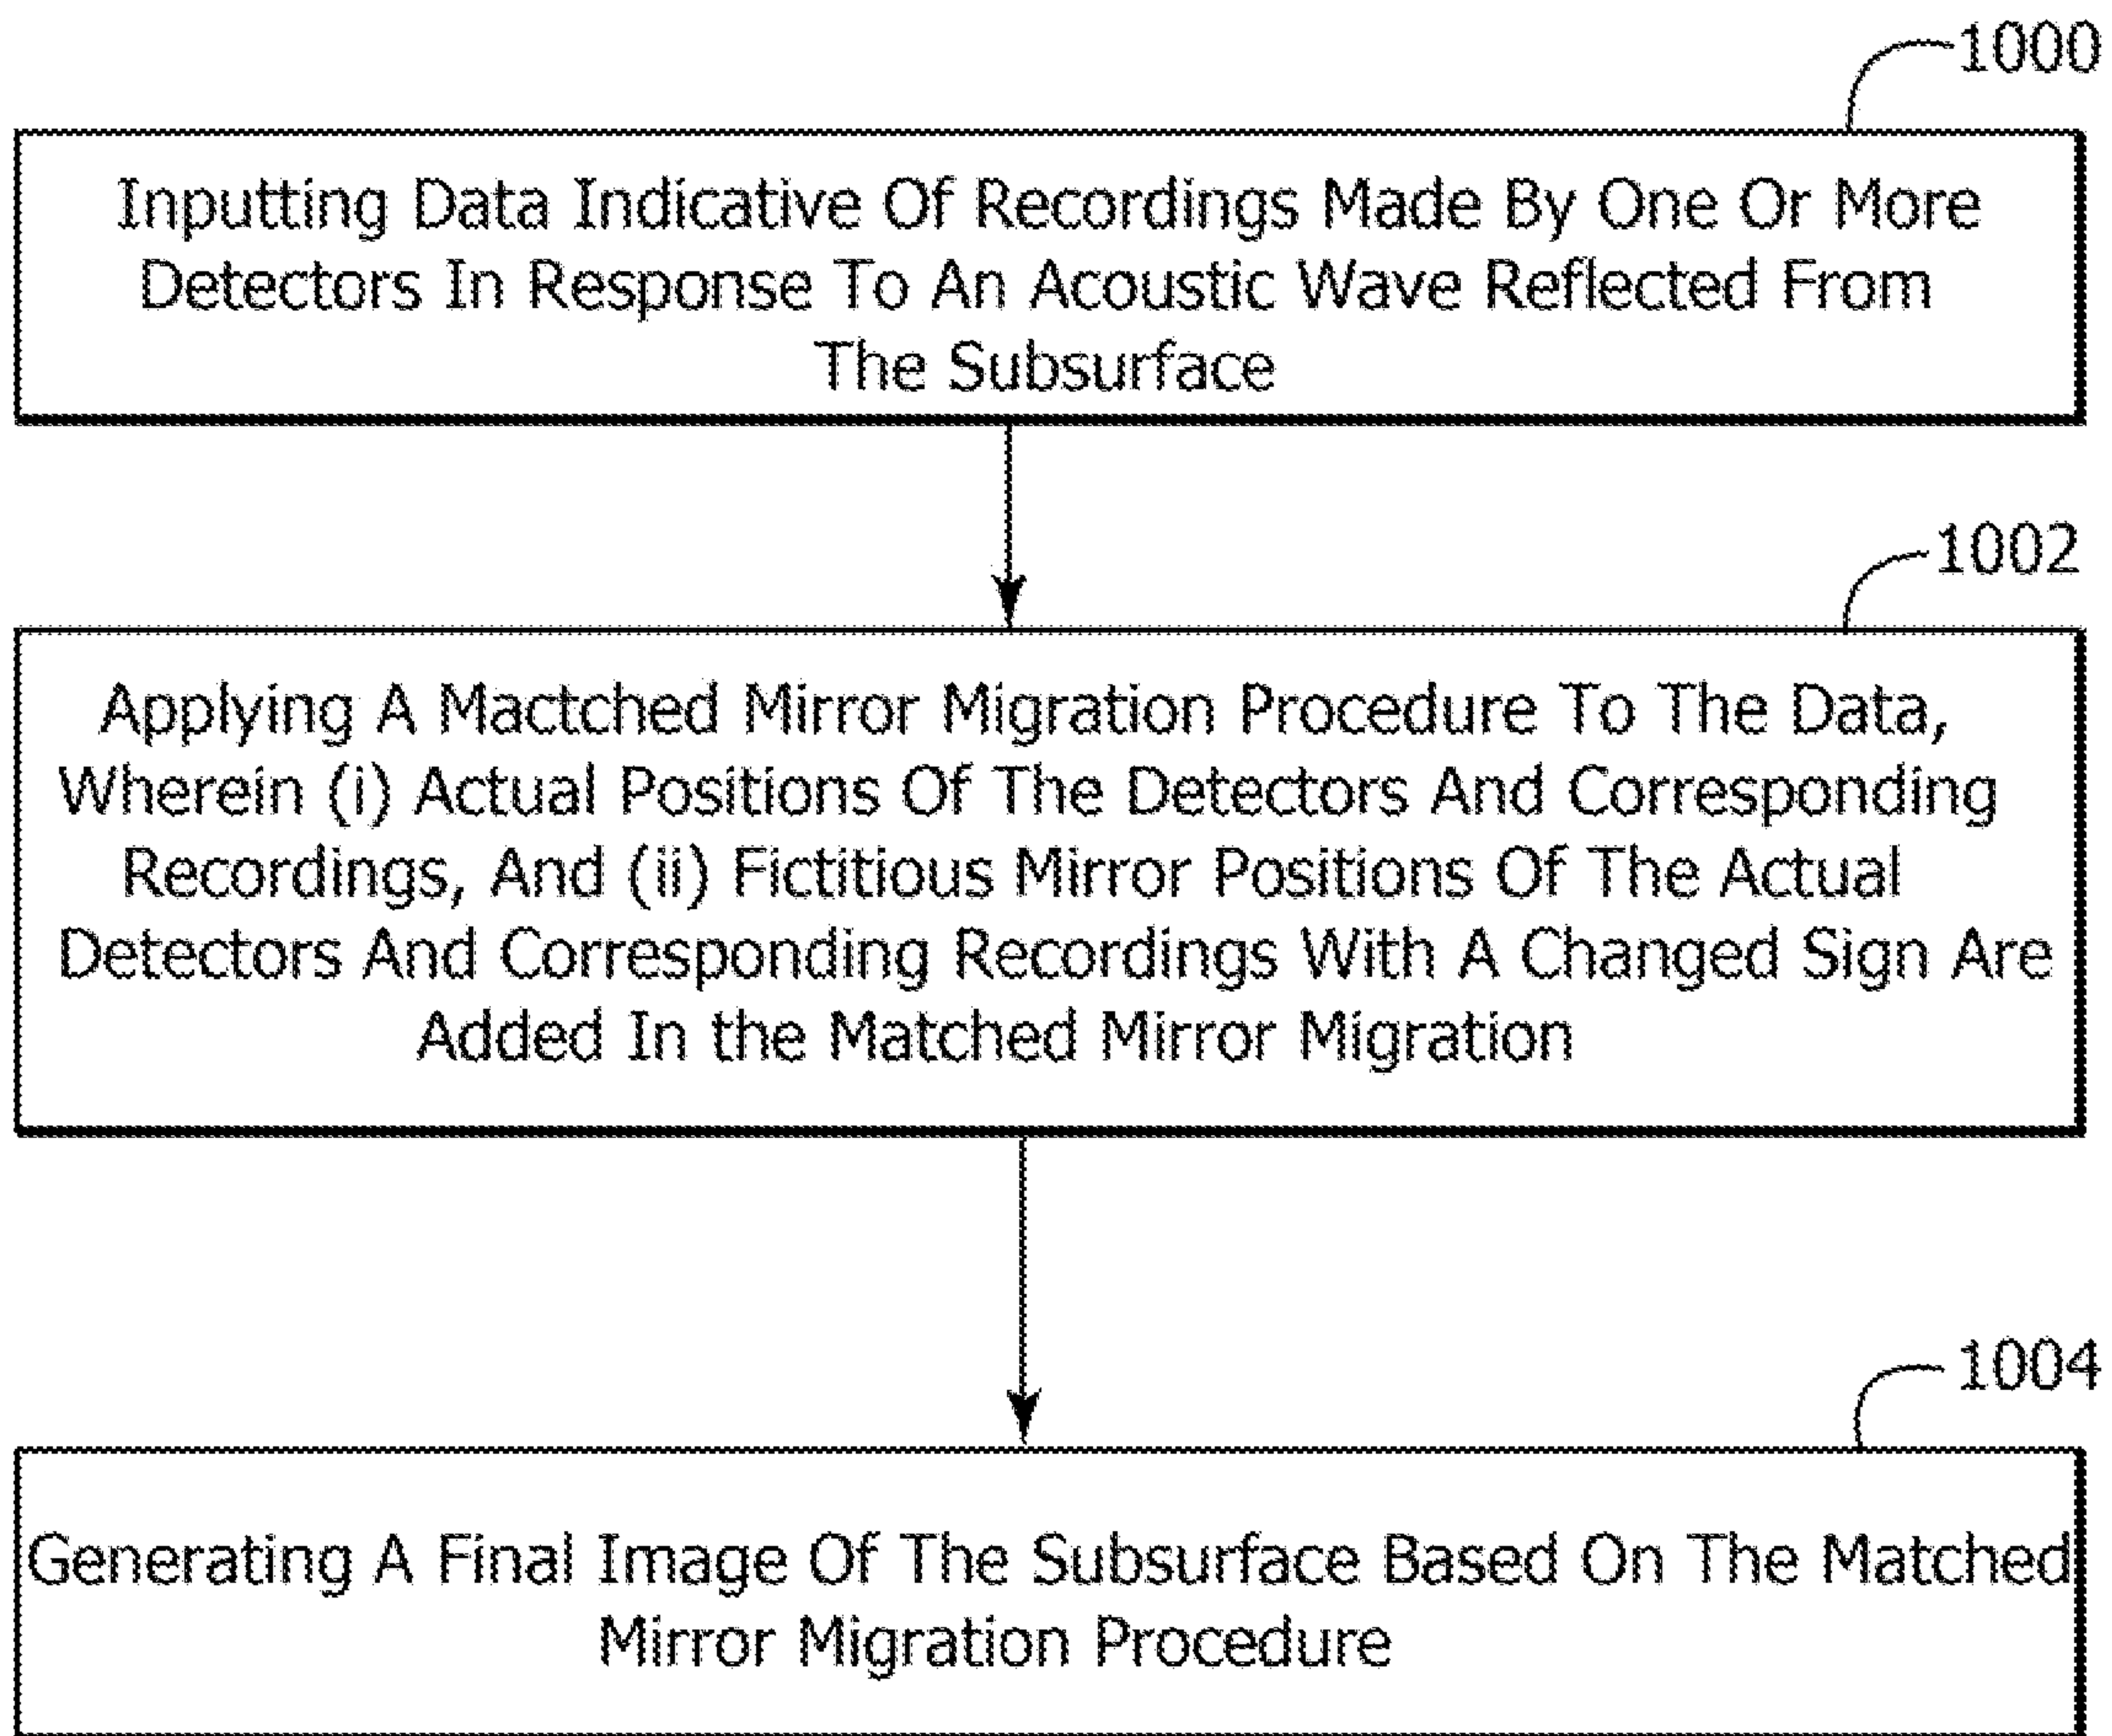 1000
Inputting Data Indicative Of Recordings Made By One Or More
Detectors In Response To An Acoustic Wave Reflected From
The Subsurface
1002
Applying A Mactched Mirror Migration Procedure To The Data,
Wherein (i) Actual Positions Of The Detectors And Corresponding
Recordings, And (ii) Fictitious Mirror Positions Of The Actual
Detectors And Corresponding Recordings With A Changed Sign Are
Added In the Matched Mirror Migration
1004
Generating A Final Image Of The Subsurface Based On The Matched
Mirror Migration Procedure